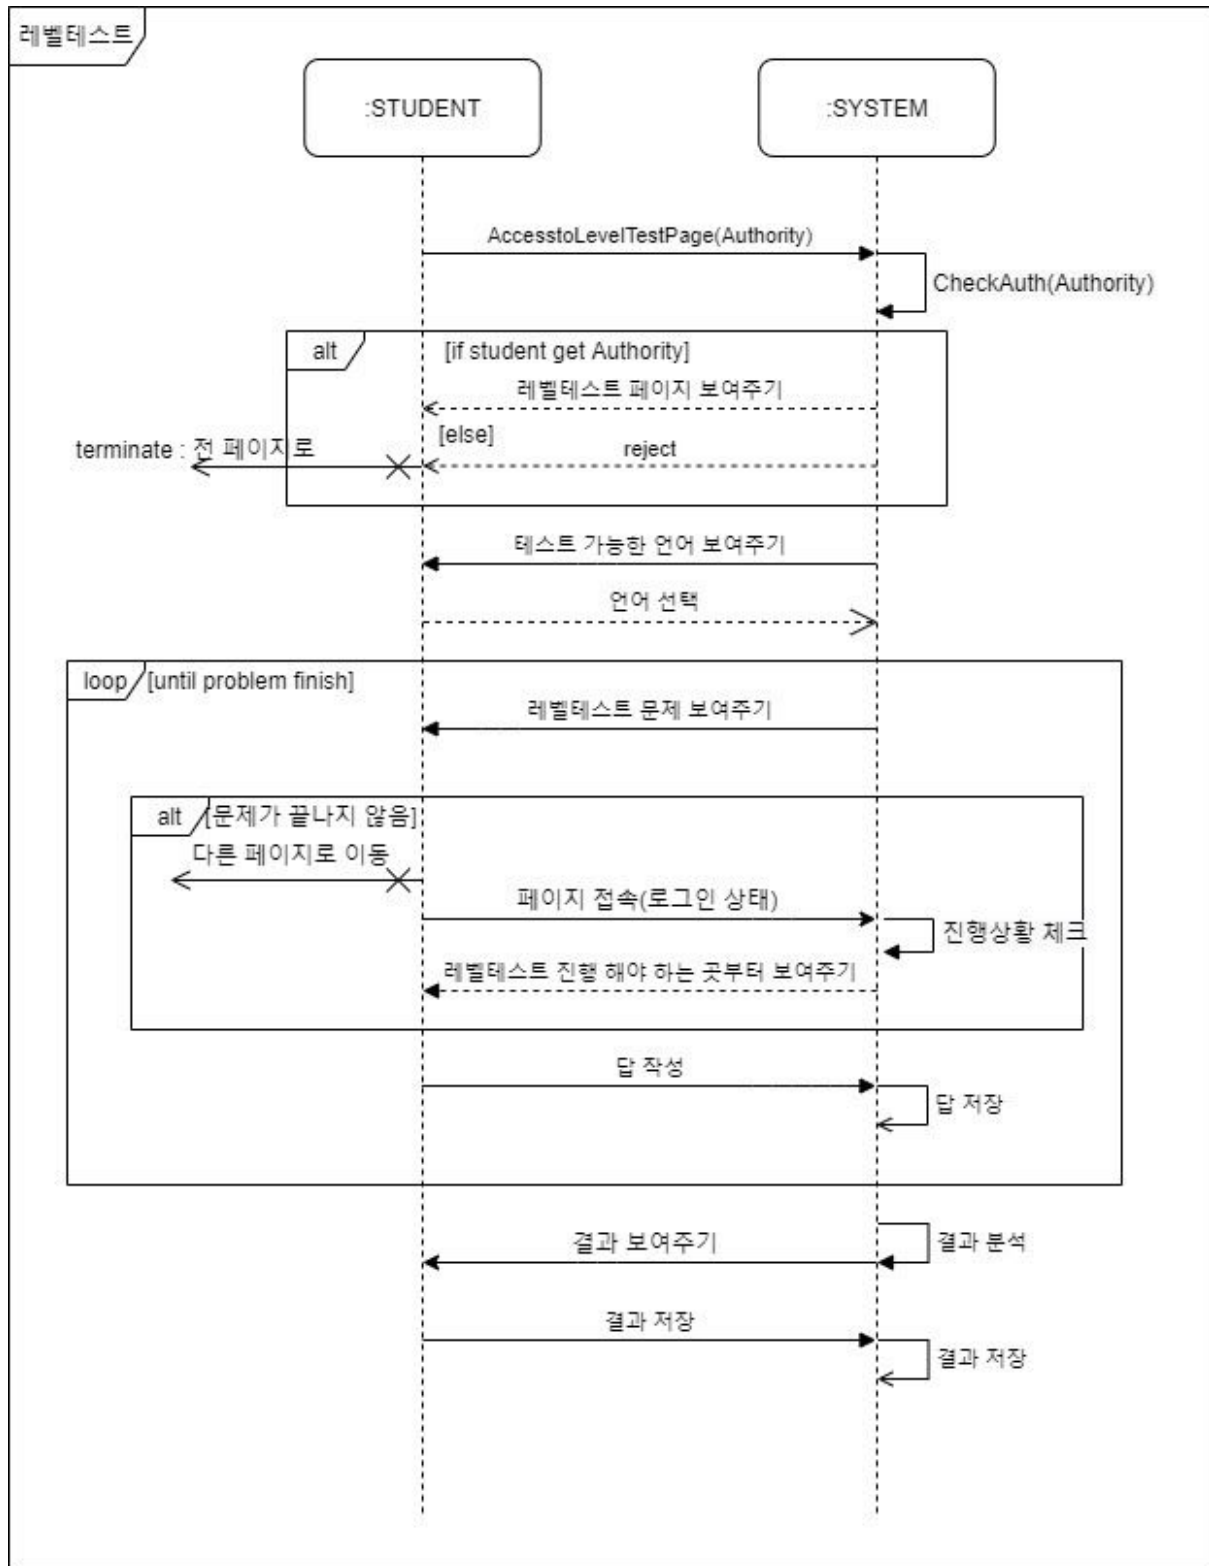 레벨테스트
:STUDENT
:SYSTEM
AccesstoLevelTestPage(Authority)
CheckAuth(Authority)
alt
[if student get Authority]
레벨테스트 페이지 보여주기
[else]
reject
terminate : 전 페이지로
테스트 가능한 언어 보여주기
언어 선택
loop
[until problem finish]
레벨테스트 문제 보여주기
alt
[문제가 끝나지 않음]
다른 페이지로 이동
페이지 접속(로그인 상태)
진행상황 체크
레벨테스트 진행 해야 하는 곳부터 보여주기
답 작성
답 저장
결과 보여주기
결과 분석
결과 저장
결과 저장